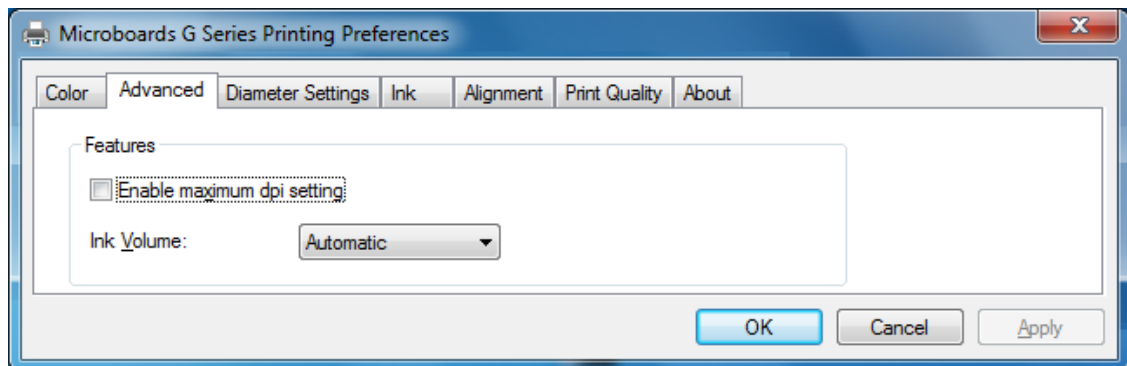 Microboards G Series Printing Preferences
Color Advanced Diameter Settings Ink Alignment Print Quality About
Features
Enable maximum dpi setting
Ink Volume: Automatic
OK Cancel Apply